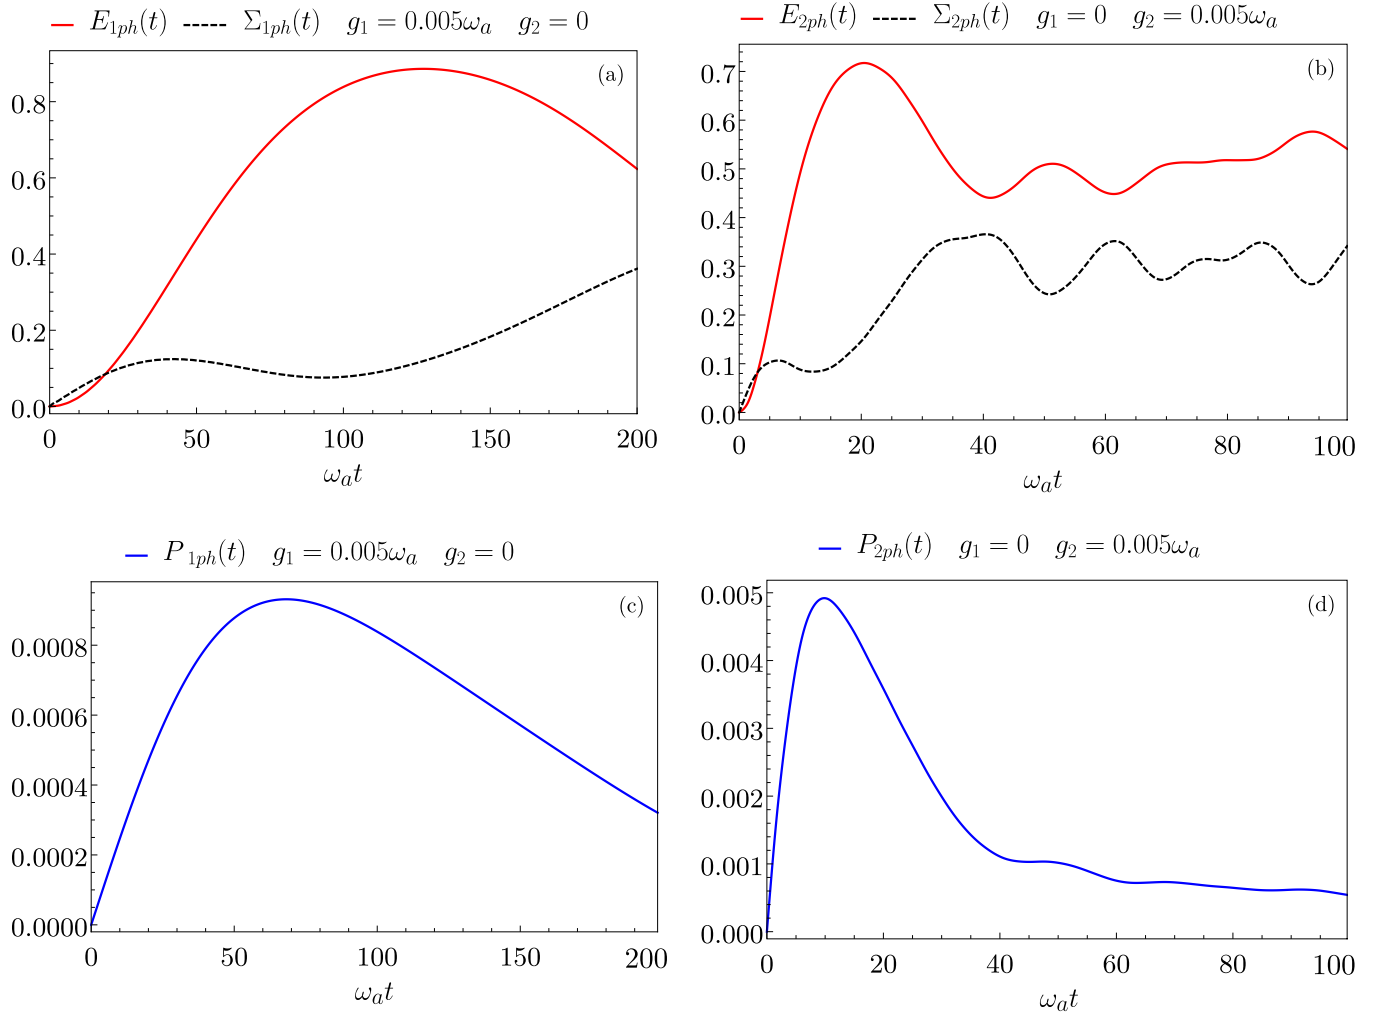 E1ph(t) Σ1ph(t) g1 = 0.005ωa g2 = 0
(a)
0.8
0.6
0.4
0.2
0.0
0 50 100 150 200
ωat
E2ph(t) Σ2ph(t) g1 = 0 g2 = 0.005ωa
(b)
0.7
0.6
0.5
0.4
0.3
0.2
0.1
0.0
0 20 40 60 80 100
ωat
P1ph(t) g1 = 0.005ωa g2 = 0
(c)
0.0008
0.0006
0.0004
0.0002
0.0000
0 50 100 150 200
ωat
P2ph(t) g1 = 0 g2 = 0.005ωa
(d)
0.005
0.004
0.003
0.002
0.001
0.000
0 20 40 60 80 100
ωat